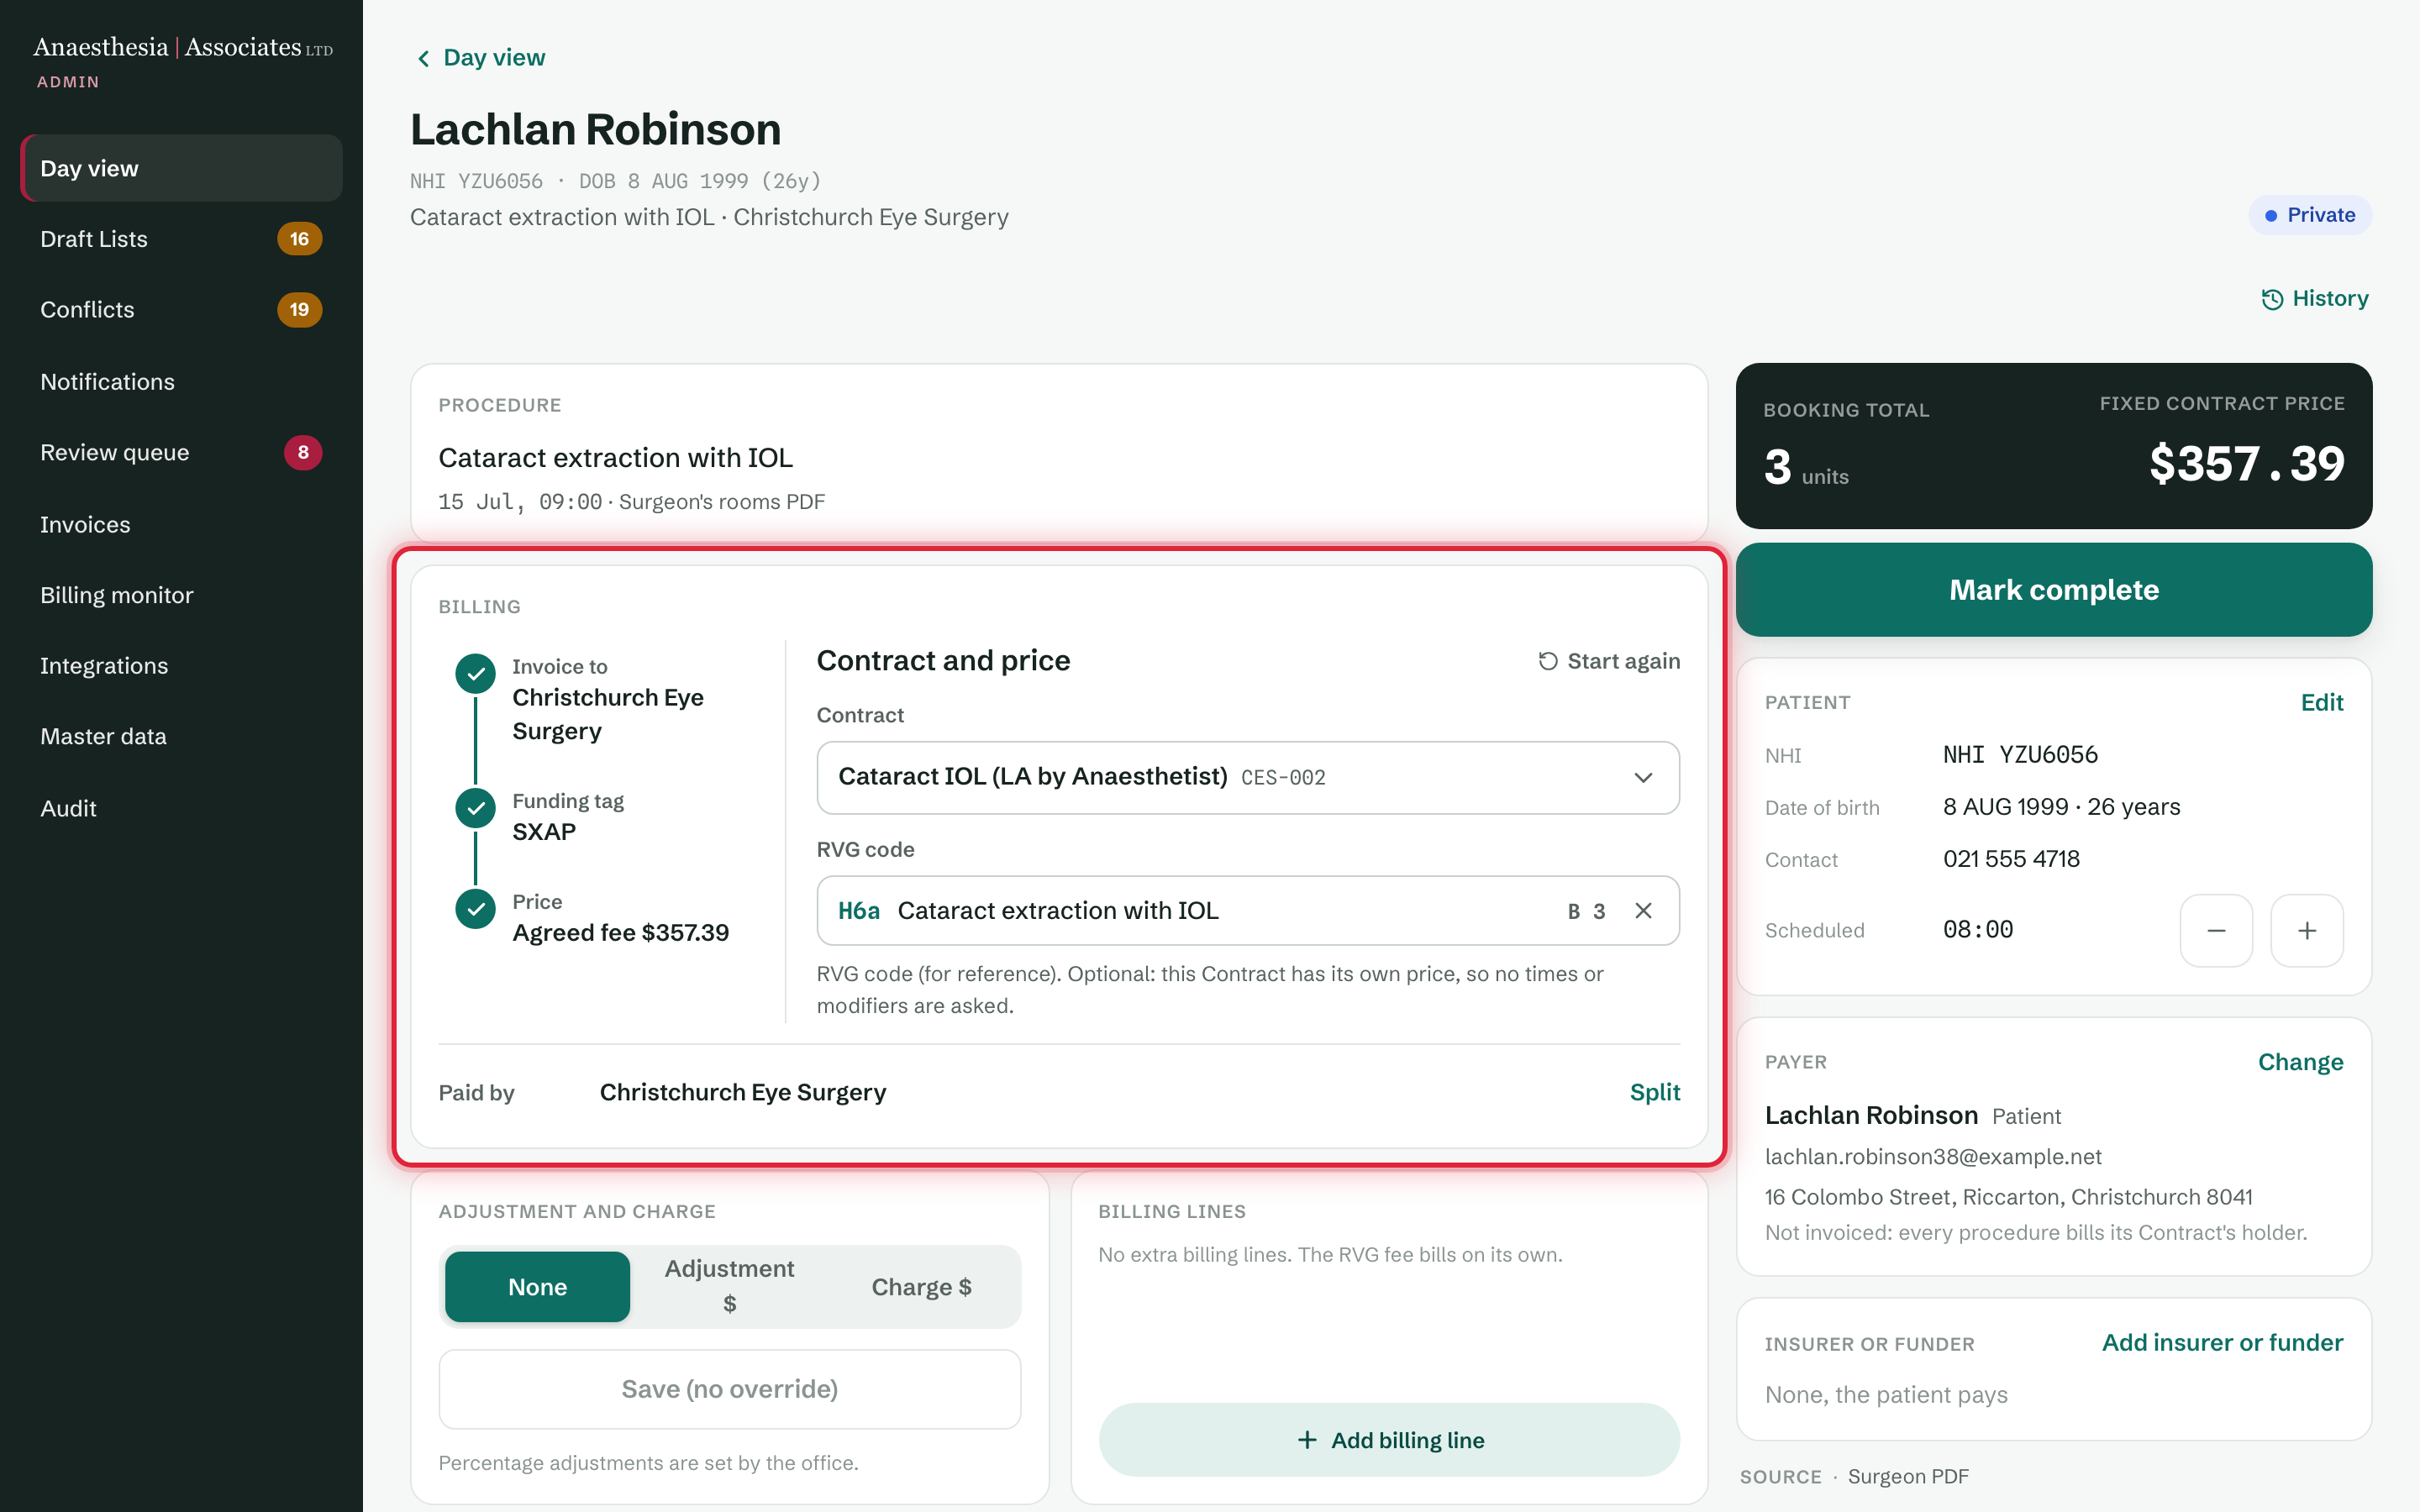 Anaesthesia | Associates LTD
ADMIN
Day view
Draft Lists 16
Conflicts 19
Notifications
Review queue 8
Invoices
Billing monitor
Integrations
Master data
Audit
Day view
Lachlan Robinson
NHI YZU6056 · DOB 8 AUG 1999 (26y)
Cataract extraction with IOL · Christchurch Eye Surgery
Private
History
PROCEDURE
Cataract extraction with IOL
15 Jul, 09:00 · Surgeon's rooms PDF
BILLING
Invoice to
Christchurch Eye
Surgery
Funding tag
SXAP
Price
Agreed fee $357.39
Contract and price
Start again
Contract
Cataract IOL (LA by Anaesthetist) CES-002
RVG code
H6a Cataract extraction with IOL B 3
RVG code (for reference). Optional: this Contract has its own price, so no times or
modifiers are asked.
Paid by Christchurch Eye Surgery Split
ADJUSTMENT AND CHARGE
None
Adjustment
$
Charge $
Save (no override)
Percentage adjustments are set by the office.
BILLING LINES
No extra billing lines. The RVG fee bills on its own.
+ Add billing line
BOOKING TOTAL
3 units
FIXED CONTRACT PRICE
$357.39
Mark complete
PATIENT Edit
NHI NHI YZU6056
Date of birth 8 AUG 1999 · 26 years
Contact 021 555 4718
Scheduled 08:00 − +
PAYER Change
Lachlan Robinson Patient
lachlan.robinson38@example.net
16 Colombo Street, Riccarton, Christchurch 8041
Not invoiced: every procedure bills its Contract's holder.
INSURER OR FUNDER Add insurer or funder
None, the patient pays
SOURCE · Surgeon PDF